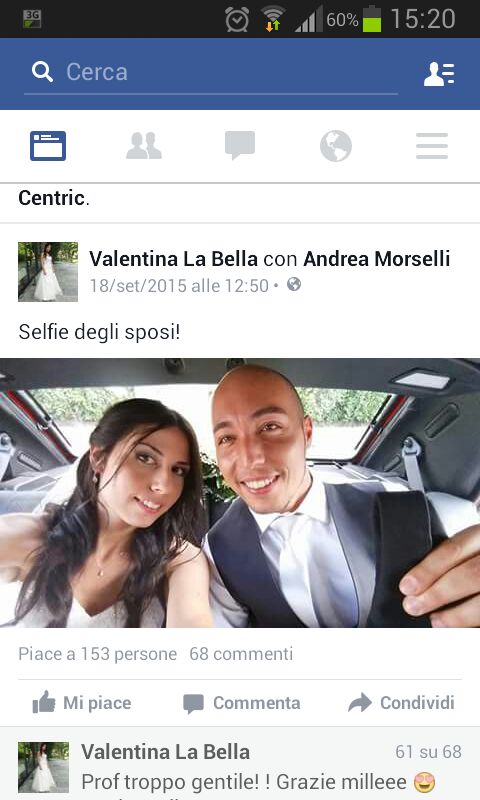 3G 60% 15:20
Cerca
Centric.
Valentina La Bella con Andrea Morselli
18/set/2015 alle 12:50 •
Selfie degli sposi!
Piace a 153 persone 68 commenti
Mi piace Commenta Condividi
Valentina La Bella 61 su 68
Prof troppo gentile! ! Grazie milleee 😍